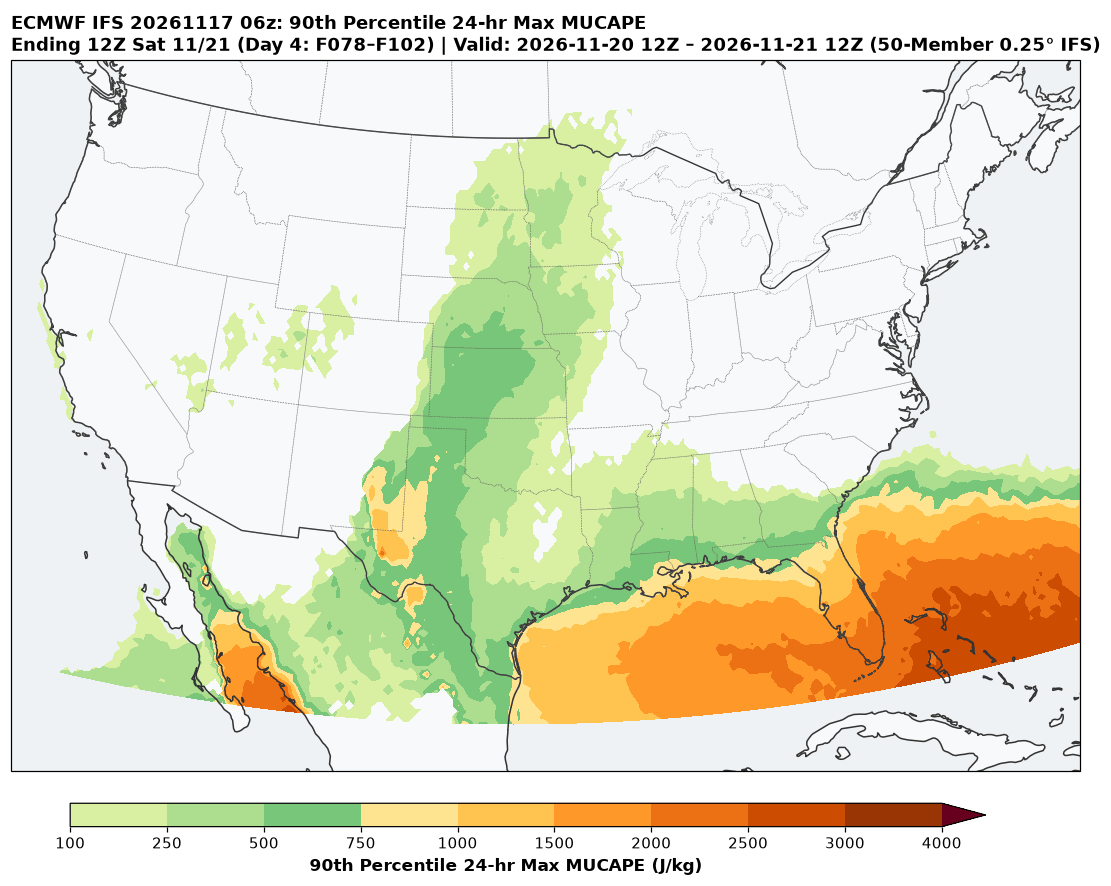 ECMWF IFS 20261117 06z: 90th Percentile 24-hr Max MUCAPE
Ending 12Z Sat 11/21 (Day 4: F078–F102) | Valid: 2026-11-20 12Z – 2026-11-21 12Z (50-Member 0.25° IFS)
100 250 500 750 1000 1500 2000 2500 3000 4000
90th Percentile 24-hr Max MUCAPE (J/kg)